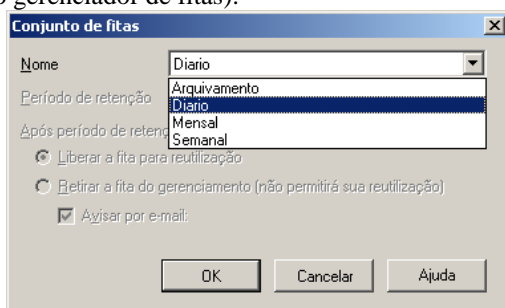 o gerenciador de fitas).
Conjunto de fitas
Nome
Diario
Arquivamento
Diario
Mensal
Semanal
Período de retenção
Após período de
Liberar a fita para reutilização
Retirar a fita do gerenciamento (não permitirá sua reutilização)
Avisar por e-mail:
OK
Cancelar
Ajuda